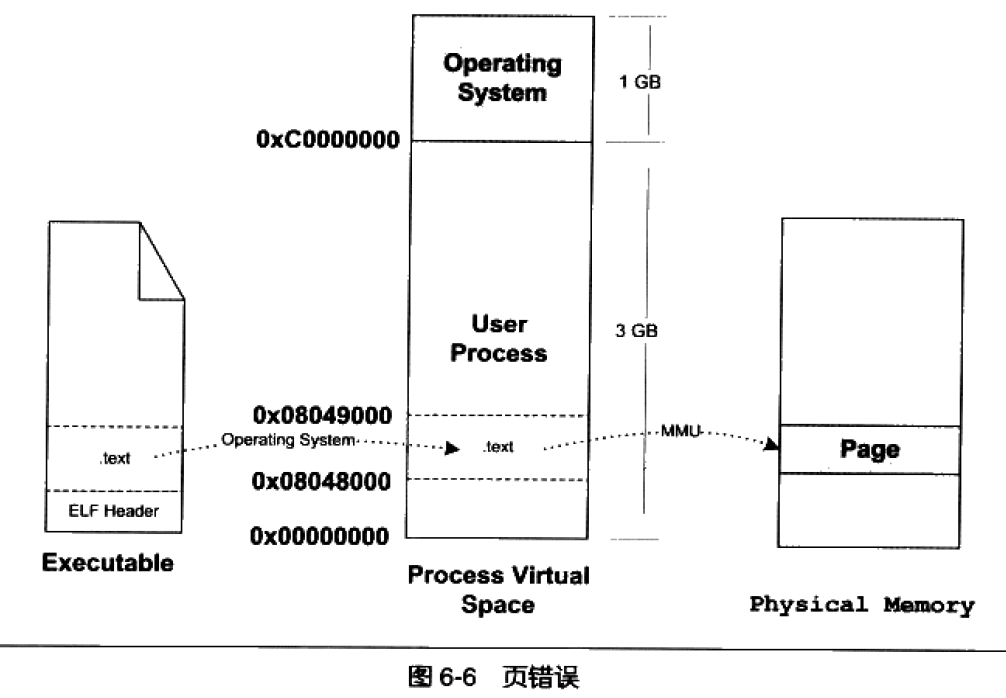 Operating
System
1 GB
0xC0000000
User
Process
3 GB
0x08049000
.text
Operating System
.text
MMU
Page
0x08048000
ELF Header
0x00000000
Executable
Process Virtual
Space
Physical Memory
图 6-6 页错误